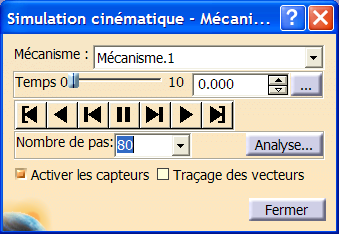 Simulation cinématique - Mécani...
Mécanisme : Mécanisme.1
Temps 0 10 0.000 ...
Nombre de pas: 80 Analyse...
Activer les capteurs Traçage des vecteurs
Fermer